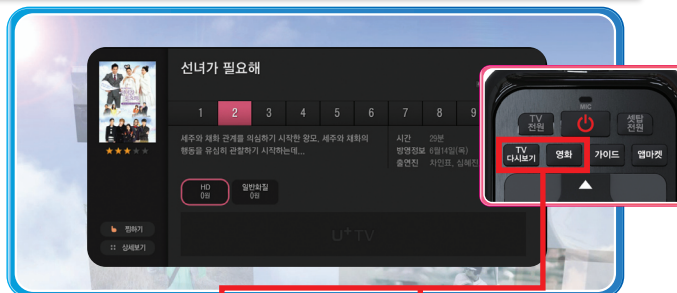 선녀가 필요해
1 2 3 4 5 6 7 8 9
세주와 채화 관계를 의심하기 시작한 왕모, 세주와 채화의
행동을 유심히 관찰하기 시작하는데...
시간 29분
방영정보 6월14일(목)
출연진 차인표, 심혜진
HD
0원
일반화질
0원
찜하기
상세보기
U+TV
MIC
TV
전원
셋탑
전원
TV
다시보기
영화
가이드
앱마켓